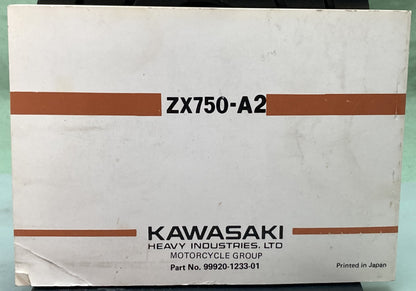 ZX750-A2
KAWASAKI
HEAVY INDUSTRIES. LTD
MOTORCYCLE GROUP
Part No. 99920-1233-01
Printed in Japan